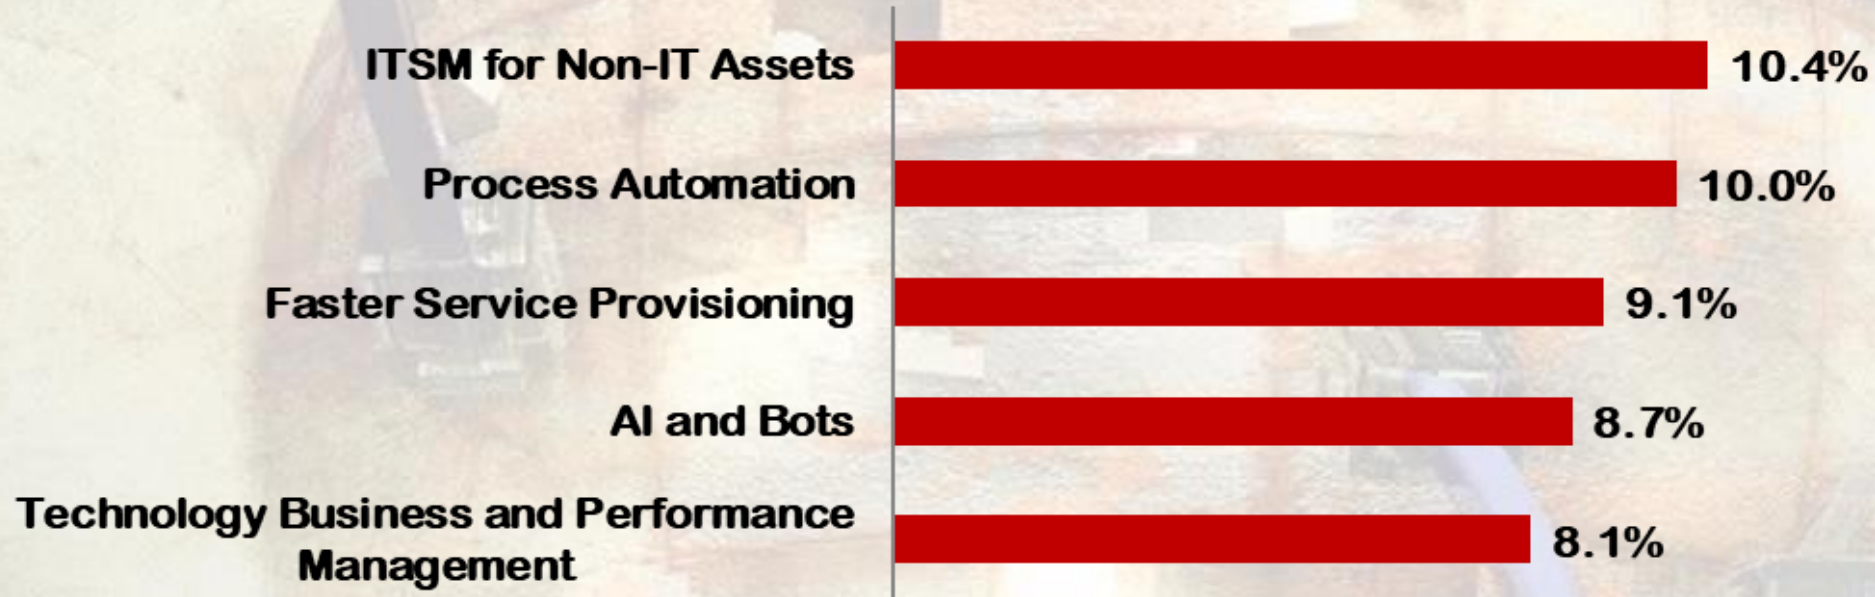 ITSM for Non-IT Assets 10.4%
Process Automation 10.0%
Faster Service Provisioning 9.1%
AI and Bots 8.7%
Technology Business and Performance
Management 8.1%